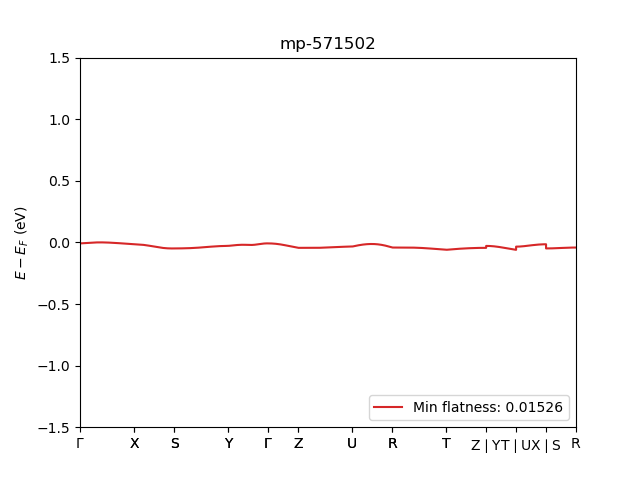 mp-571502
1.5
1.0
0.5
0.0
−0.5
−1.0
−1.5
E − E_F (eV)
Min flatness: 0.01526
Γ X S Y Γ Z U R T Z | YT | UX | S R